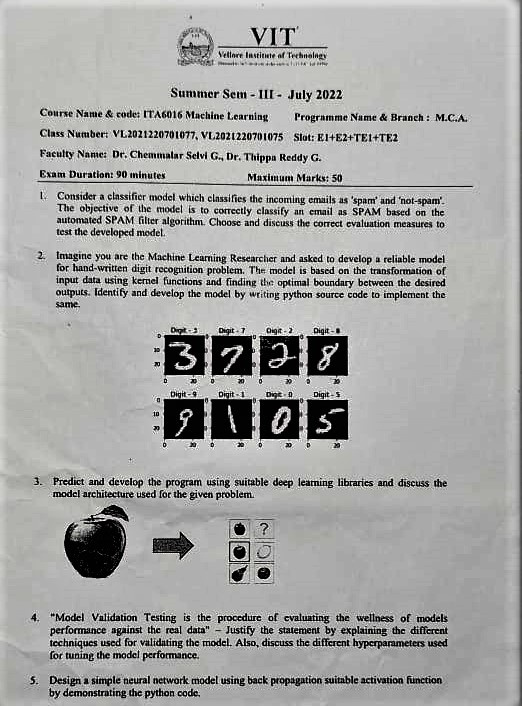 VIT
Vellore Institute of Technology
Summer Sem - III - July 2022
Course Name & code: ITA6016 Machine Learning Programme Name & Branch : M.C.A.
Class Number: VL2021220701077, VL2021220701075 Slot: E1+E2+TE1+TE2
Faculty Name: Dr. Chemmalar Selvi G., Dr. Thippa Reddy G.
Exam Duration: 90 minutes Maximum Marks: 50
1. Consider a classifier model which classifies the incoming emails as 'spam' and 'not-spam'.
The objective of the model is to correctly classify an email as SPAM based on the
automated SPAM filter algorithm. Choose and discuss the correct evaluation measures to
test the developed model.
2. Imagine you are the Machine Learning Researcher and asked to develop a reliable model
for hand-written digit recognition problem. The model is based on the transformation of
input data using kernel functions and finding the optimal boundary between the desired
outputs. Identify and develop the model by writing python source code to implement the
same.
Digit - 3 Digit - 7 Digit - 2 Digit - 8
0
10
20
3 7 2 8
0 20 0 20 0 20 0 20
Digit - 9 Digit - 1 Digit - 0 Digit - 5
0
10
20
9 1 0 5
0 20 0 20 0 20 0 20
3. Predict and develop the program using suitable deep learning libraries and discuss the
model architecture used for the given problem.
?
4. "Model Validation Testing is the procedure of evaluating the wellness of models
performance against the real data" – Justify the statement by explaining the different
techniques used for validating the model. Also, discuss the different hyperparameters used
for tuning the model performance.
5. Design a simple neural network model using back propagation suitable activation function
by demonstrating the python code.